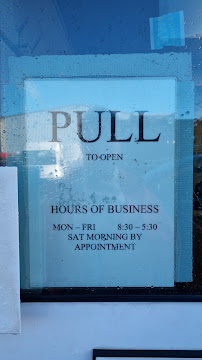 PULL
TO OPEN
HOURS OF BUSINESS
MON – FRI 8:30 – 5:30
SAT MORNING BY
APPOINTMENT